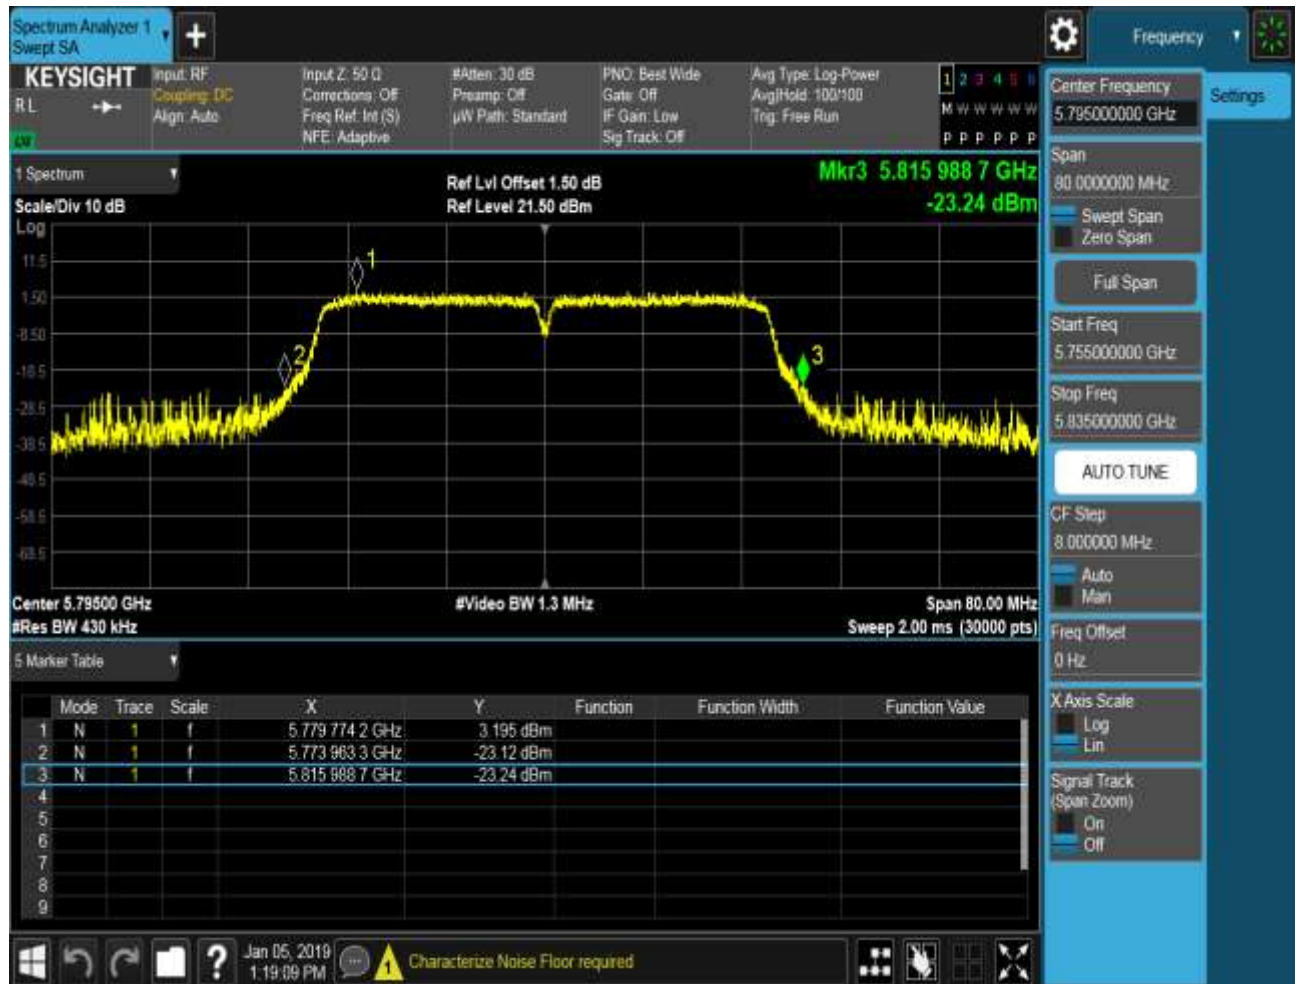 Spectrum Analyzer 1
Swept SA
+
Frequency
KEYSIGHT
RL
Input: RF
Coupling: DC
Align: Auto
Input Z: 50 Ω
Corrections: Off
Freq Ref: Int (S)
NFE: Adaptive
#Atten: 30 dB
Preamp: Off
µW Path: Standard
PNO: Best Wide
Gate: Off
IF Gain: Low
Sig Track: Off
Avg Type: Log-Power
Avg|Hold: 100/100
Trig: Free Run
1 2 3 4 5 6
M W W W W W
P P P P P P
1 Spectrum
Scale/Div 10 dB
Ref Lvl Offset 1.50 dB
Ref Level 21.50 dBm
Mkr3 5.815 988 7 GHz
-23.24 dBm
Log
11.5
1.50
-8.50
-18.5
-28.5
-38.5
-48.5
-58.5
-68.5
1
2
3
Center 5.79500 GHz
#Res BW 430 kHz
#Video BW 1.3 MHz
Span 80.00 MHz
Sweep 2.00 ms (30000 pts)
5 Marker Table
Mode Trace Scale X Y Function Function Width Function Value
1 N 1 f 5.779 774 2 GHz 3.195 dBm
2 N 1 f 5.773 963 3 GHz -23.12 dBm
3 N 1 f 5.815 988 7 GHz -23.24 dBm
4
5
6
7
8
9
Center Frequency
5.795000000 GHz
Settings
Span
80.0000000 MHz
Swept Span
Zero Span
Full Span
Start Freq
5.755000000 GHz
Stop Freq
5.835000000 GHz
AUTO TUNE
CF Step
8.000000 MHz
Auto
Man
Freq Offset
0 Hz
X Axis Scale
Log
Lin
Signal Track
(Span Zoom)
On
Off
?
Jan 05, 2019
1:19:09 PM
1
Characterize Noise Floor required